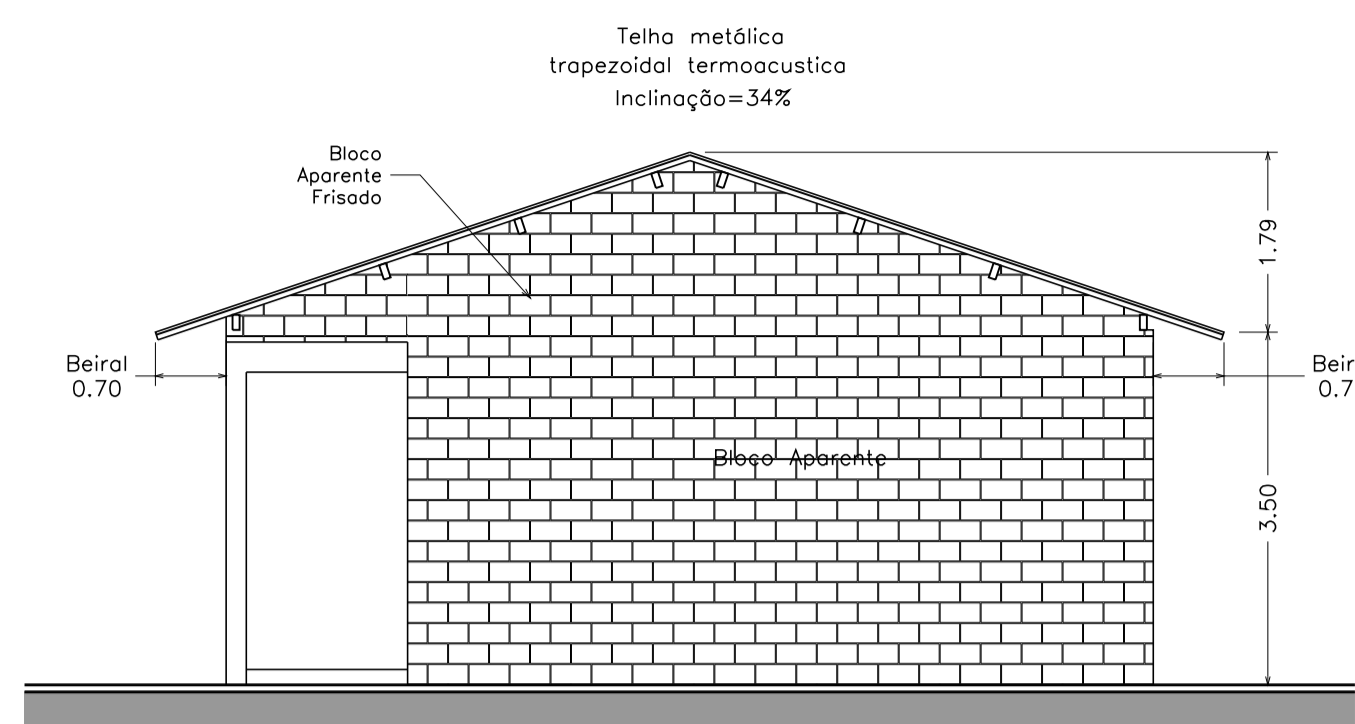 Telha metálica
trapezoidal termoacustica
Inclinação=34%
Bloco
Aparente
Frisado
1.79
Beiral
0.70
Beir
0.7
Bloco Aparente
3.50